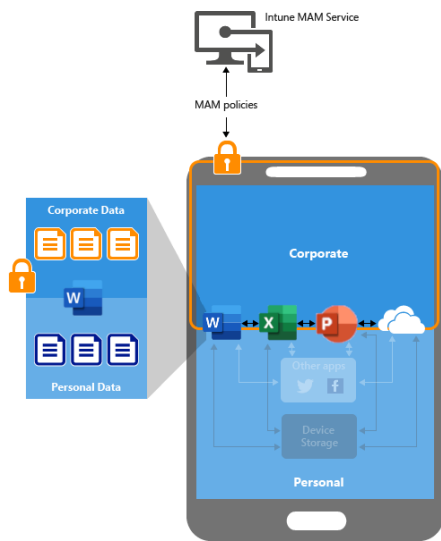 Intune MAM Service
MAM policies
Corporate Data
W
Personal Data
Corporate
W
X
P
Other apps
f
Device
Storage
Personal